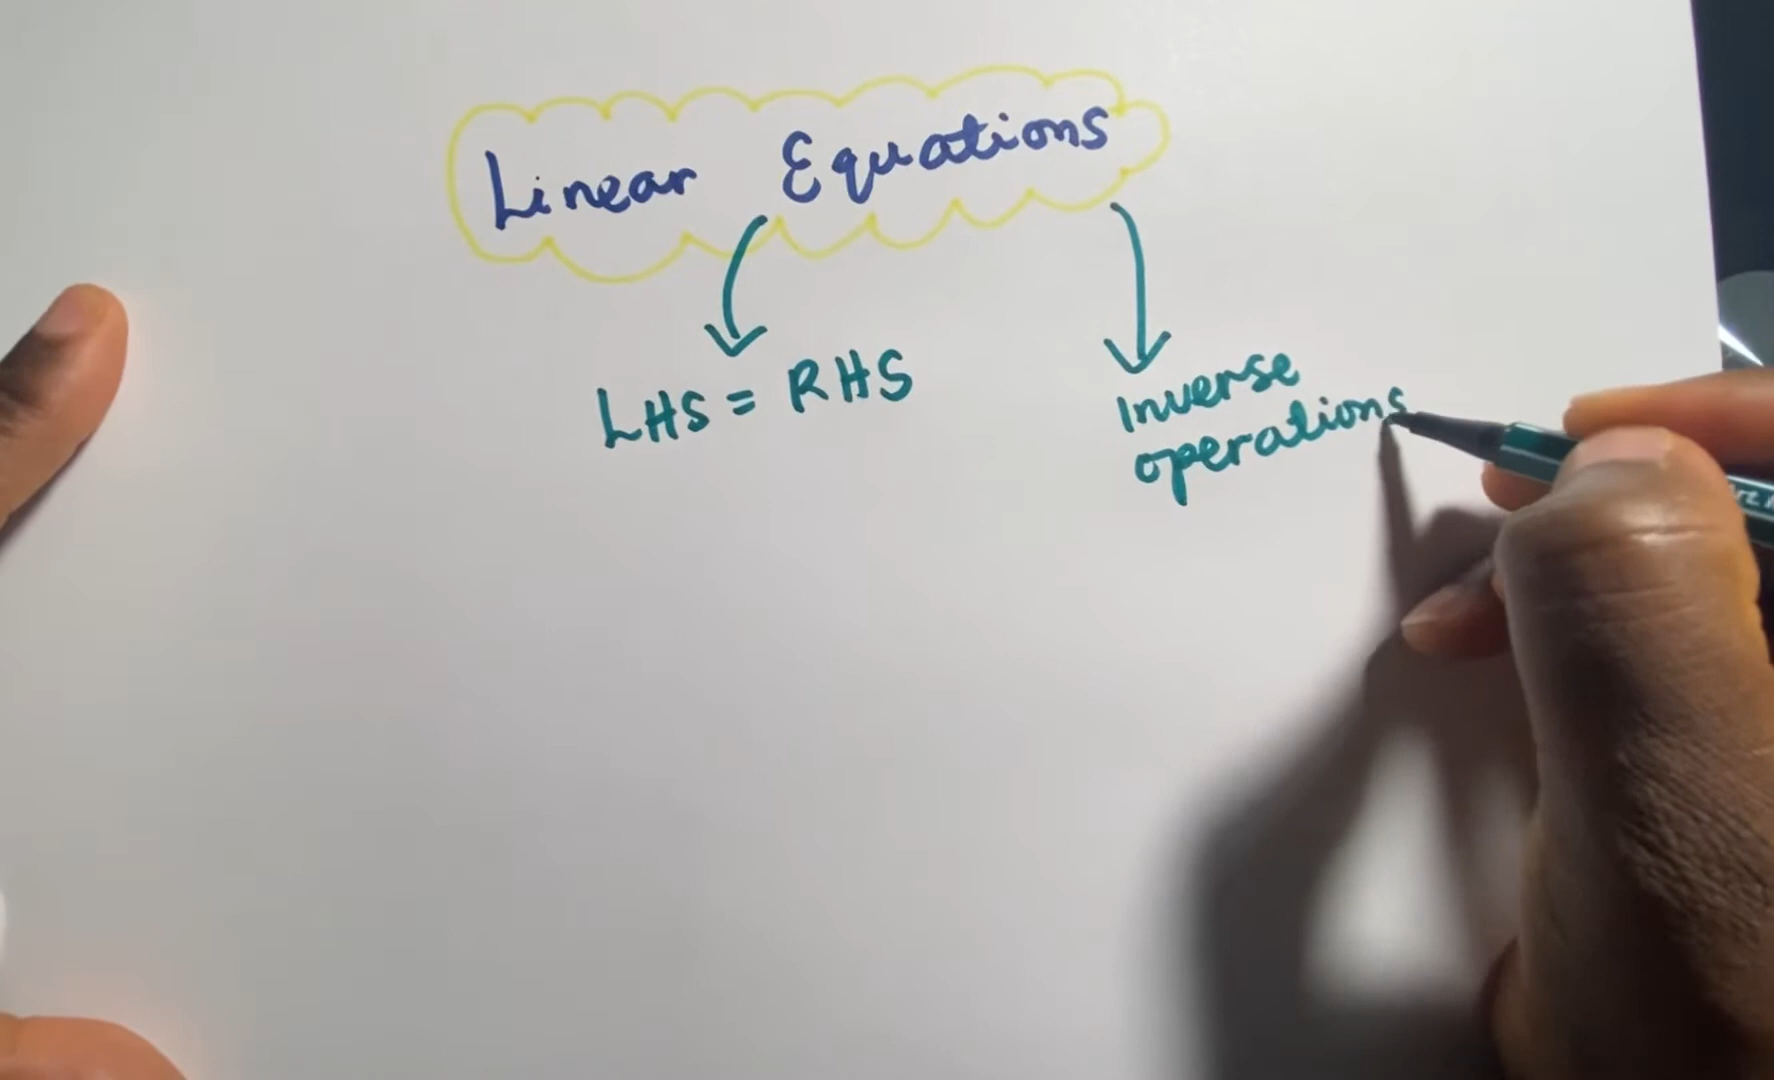 Linear Equations
LHS = RHS
Inverse
operations